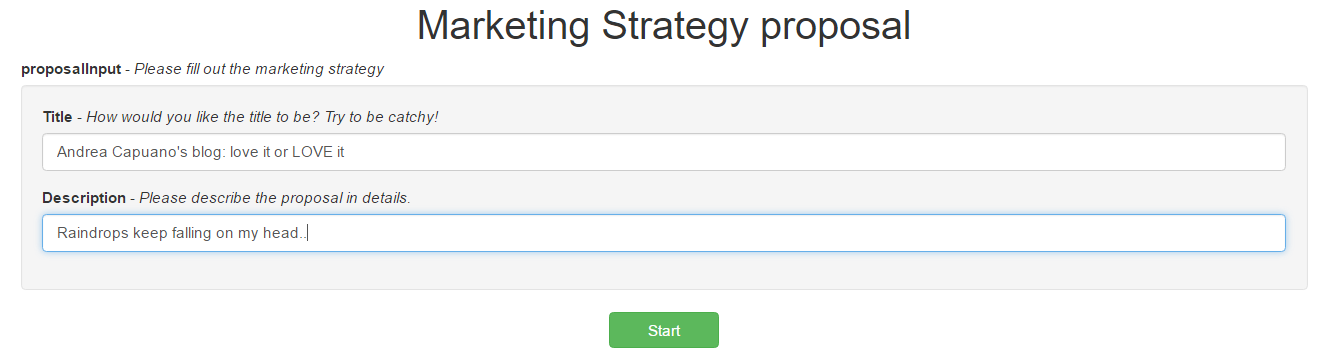 Marketing Strategy proposal
proposalInput - Please fill out the marketing strategy
Title - How would you like the title to be? Try to be catchy!
Andrea Capuano's blog: love it or LOVE it
Description - Please describe the proposal in details.
Raindrops keep falling on my head..
Start